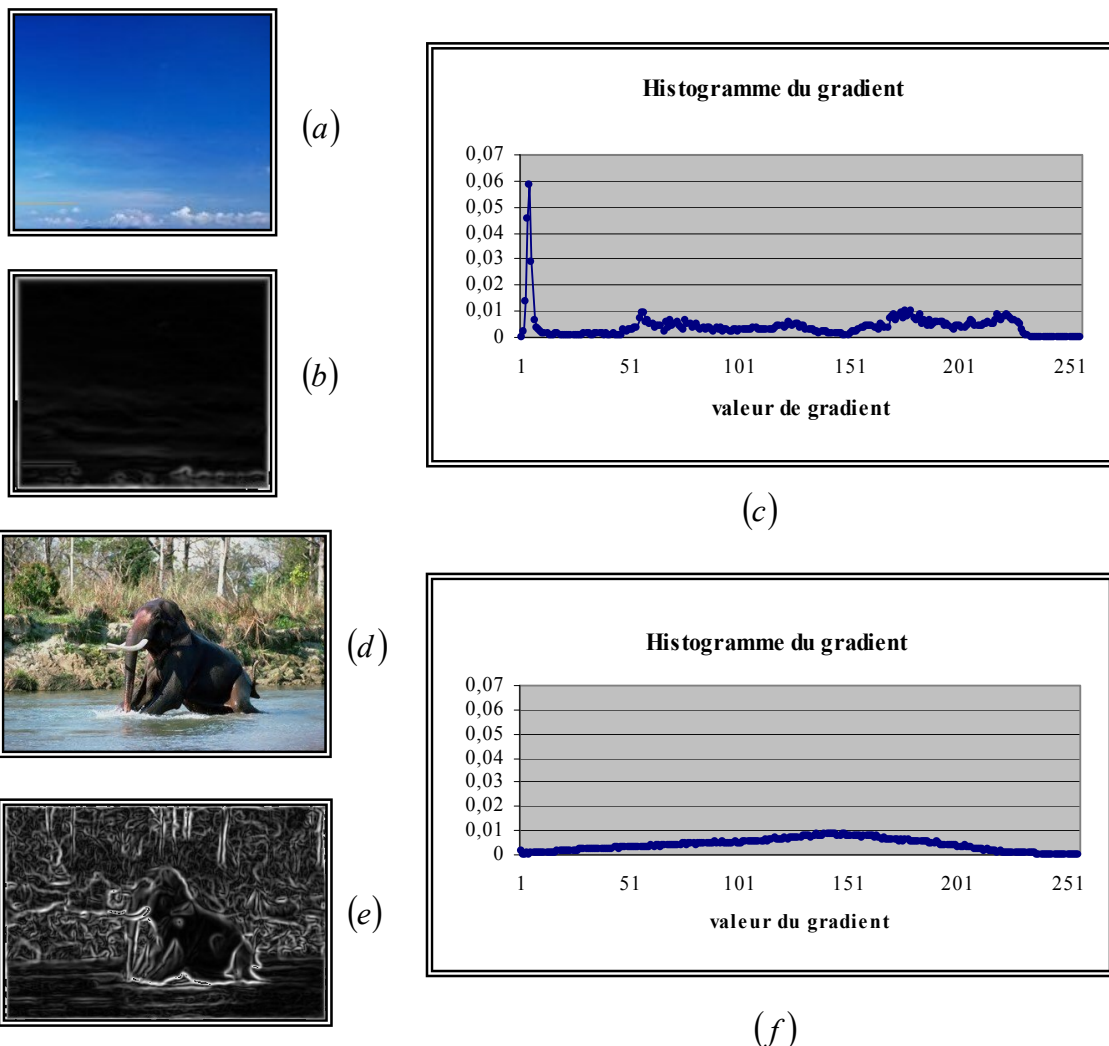 (a)
(b)
Histogramme du gradient
0,07
0,06
0,05
0,04
0,03
0,02
0,01
0
1 51 101 151 201 251
valeur de gradient
(c)
(d)
(e)
Histogramme du gradient
0,07
0,06
0,05
0,04
0,03
0,02
0,01
0
1 51 101 151 201 251
valeur du gradient
(f)